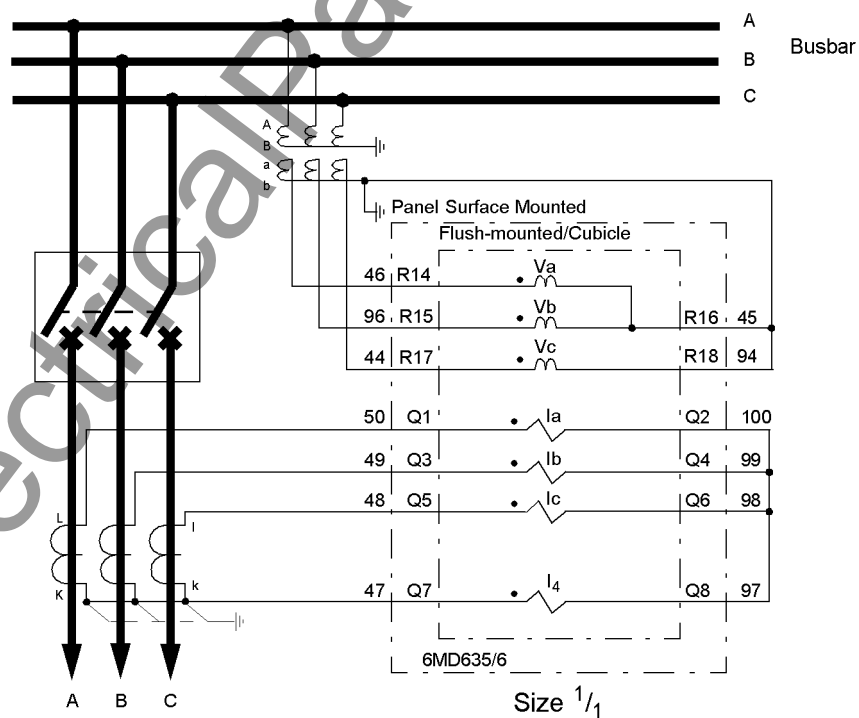 A
Busbar
B
C
A
B
a
b
Panel Surface Mounted
Flush-mounted/Cubicle
46 R14 Va
96 R15 Vb R16 45
44 R17 Vc R18 94
50 Q1 Ia Q2 100
49 Q3 Ib Q4 99
48 Q5 Ic Q6 98
L l
K k
47 Q7 I4 Q8 97
6MD635/6
A B C
Size 1/1
ectricalPa